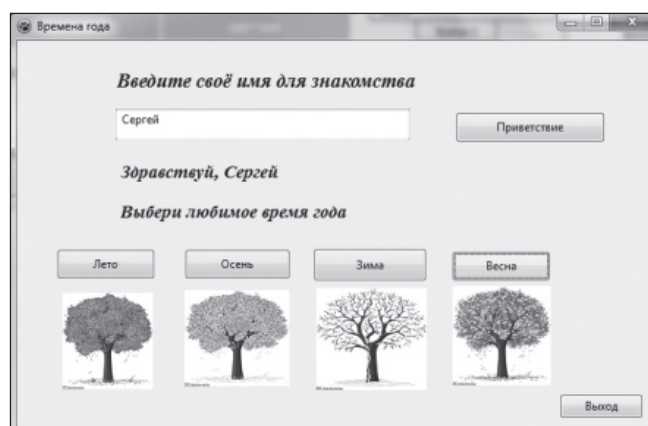 Времена года
Введите своё имя для знакомства
Сергей
Приветствие
Здравствуй, Сергей
Выбери любимое время года
Лето
Осень
Зима
Весна
Выход